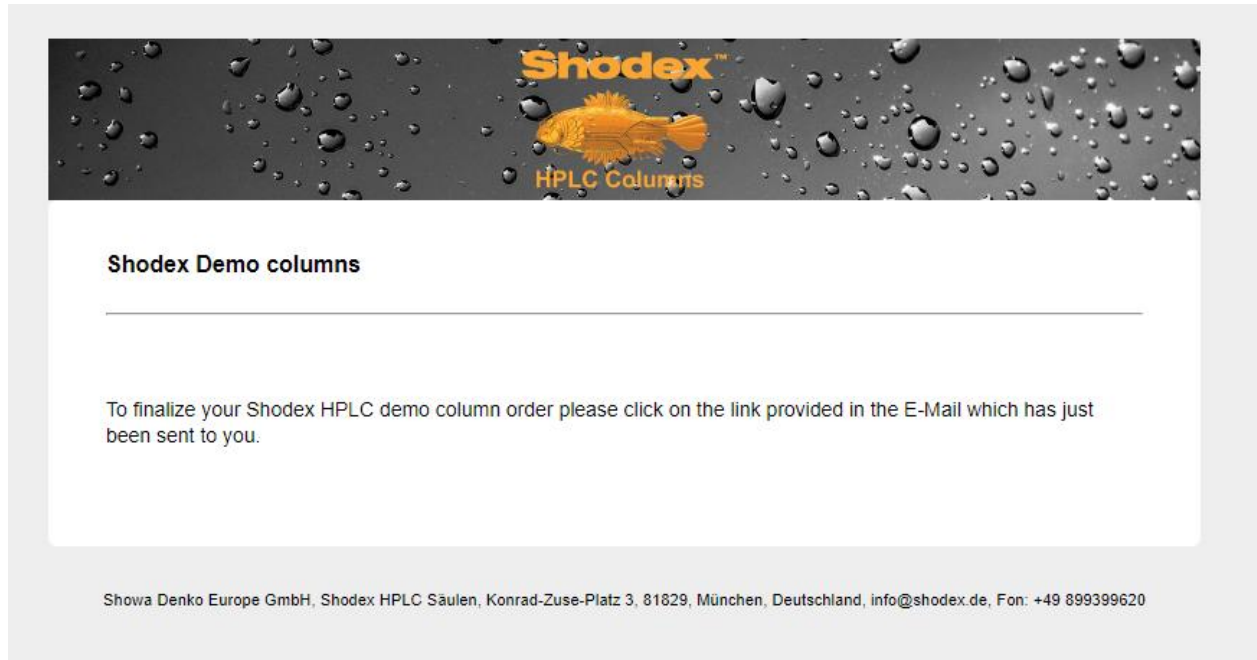 Shodex™
HPLC Columns
Shodex Demo columns
To finalize your Shodex HPLC demo column order please click on the link provided in the E-Mail which has just
been sent to you.
Showa Denko Europe GmbH, Shodex HPLC Säulen, Konrad-Zuse-Platz 3, 81829, München, Deutschland, info@shodex.de, Fon: +49 899399620